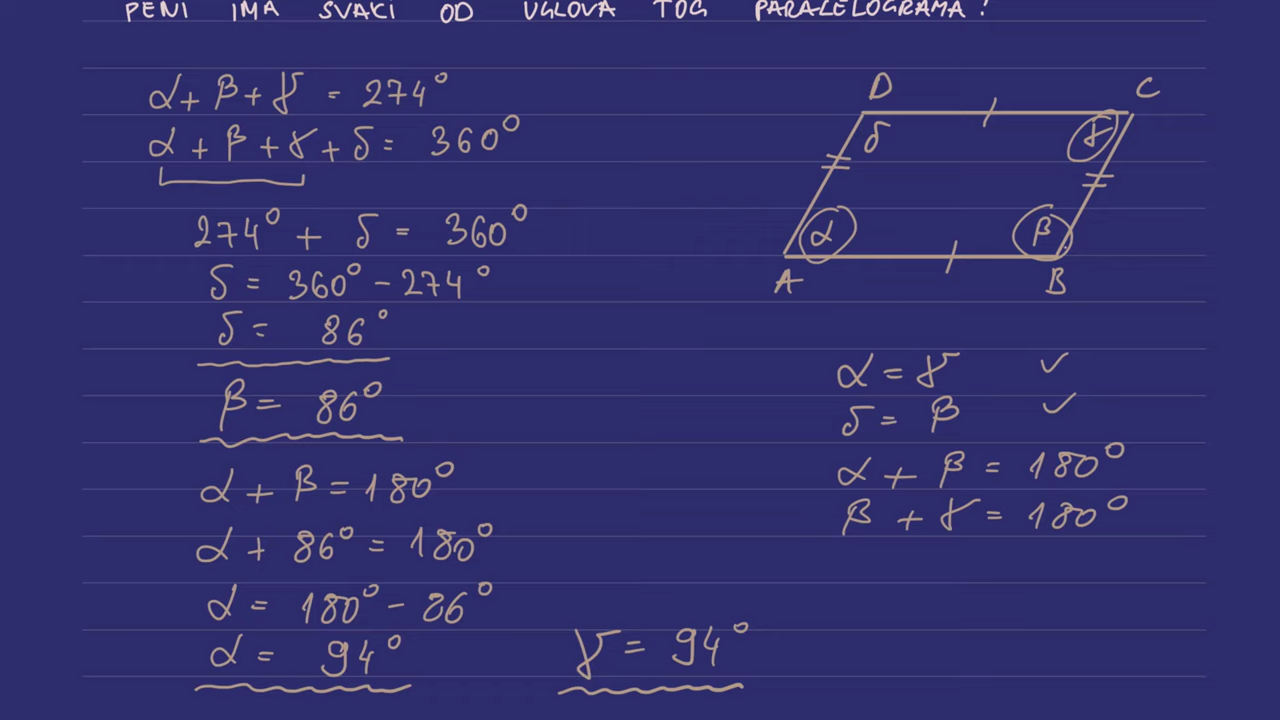 PENI IMA SVAKI OD UGLOVA TOG PARALELOGRAMA?
α + β + γ = 274°
α + β + γ + δ = 360°
274° + δ = 360°
δ = 360° - 274°
δ = 86°
β = 86°
α + β = 180°
α + 86° = 180°
α = 180° - 86°
α = 94°
γ = 94°
D C
δ γ
α β
A B
α = γ ✓
δ = β ✓
α + β = 180°
β + γ = 180°